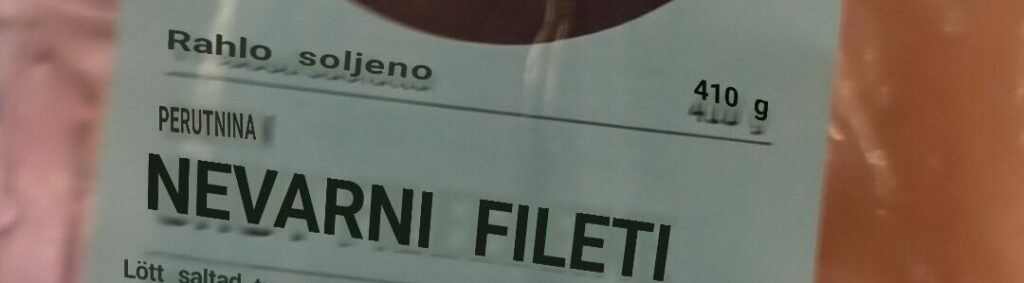 Rahlo soljeno
410 g
PERUTNINA
NEVARNI FILETI
Lött saltad